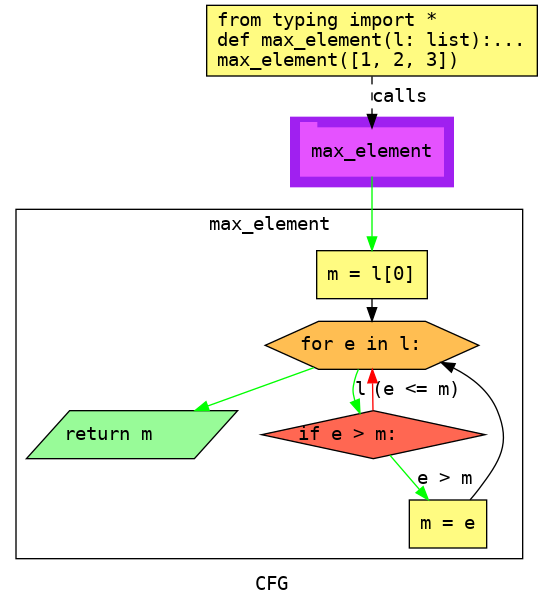 from typing import *
def max_element(l: list):...
max_element([1, 2, 3])
calls
max_element
max_element
m = l[0]
for e in l:
l (e <= m)
return m
if e > m:
e > m
m = e
CFG